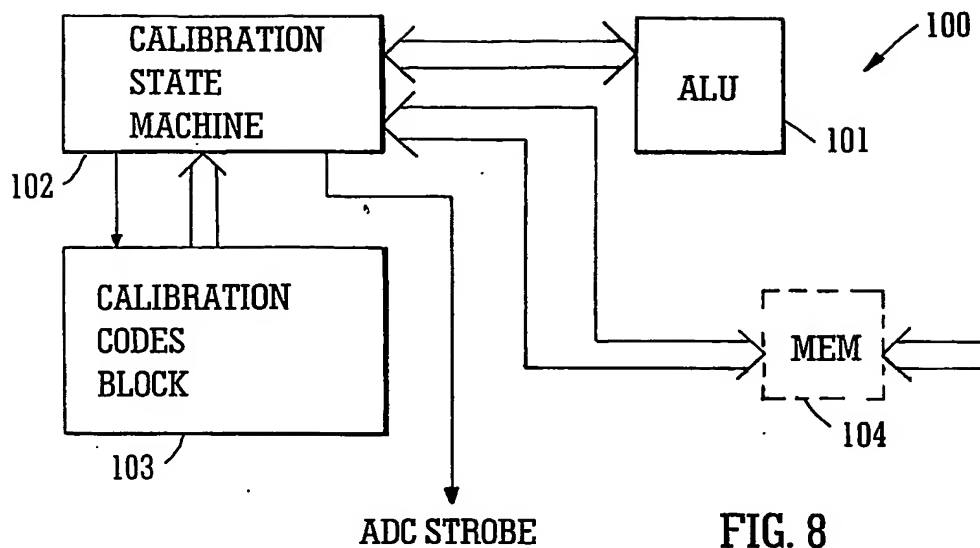 CALIBRATION
STATE
MACHINE
102
ALU
101
100
CALIBRATION
CODES
BLOCK
103
MEM
104
ADC STROBE
FIG. 8